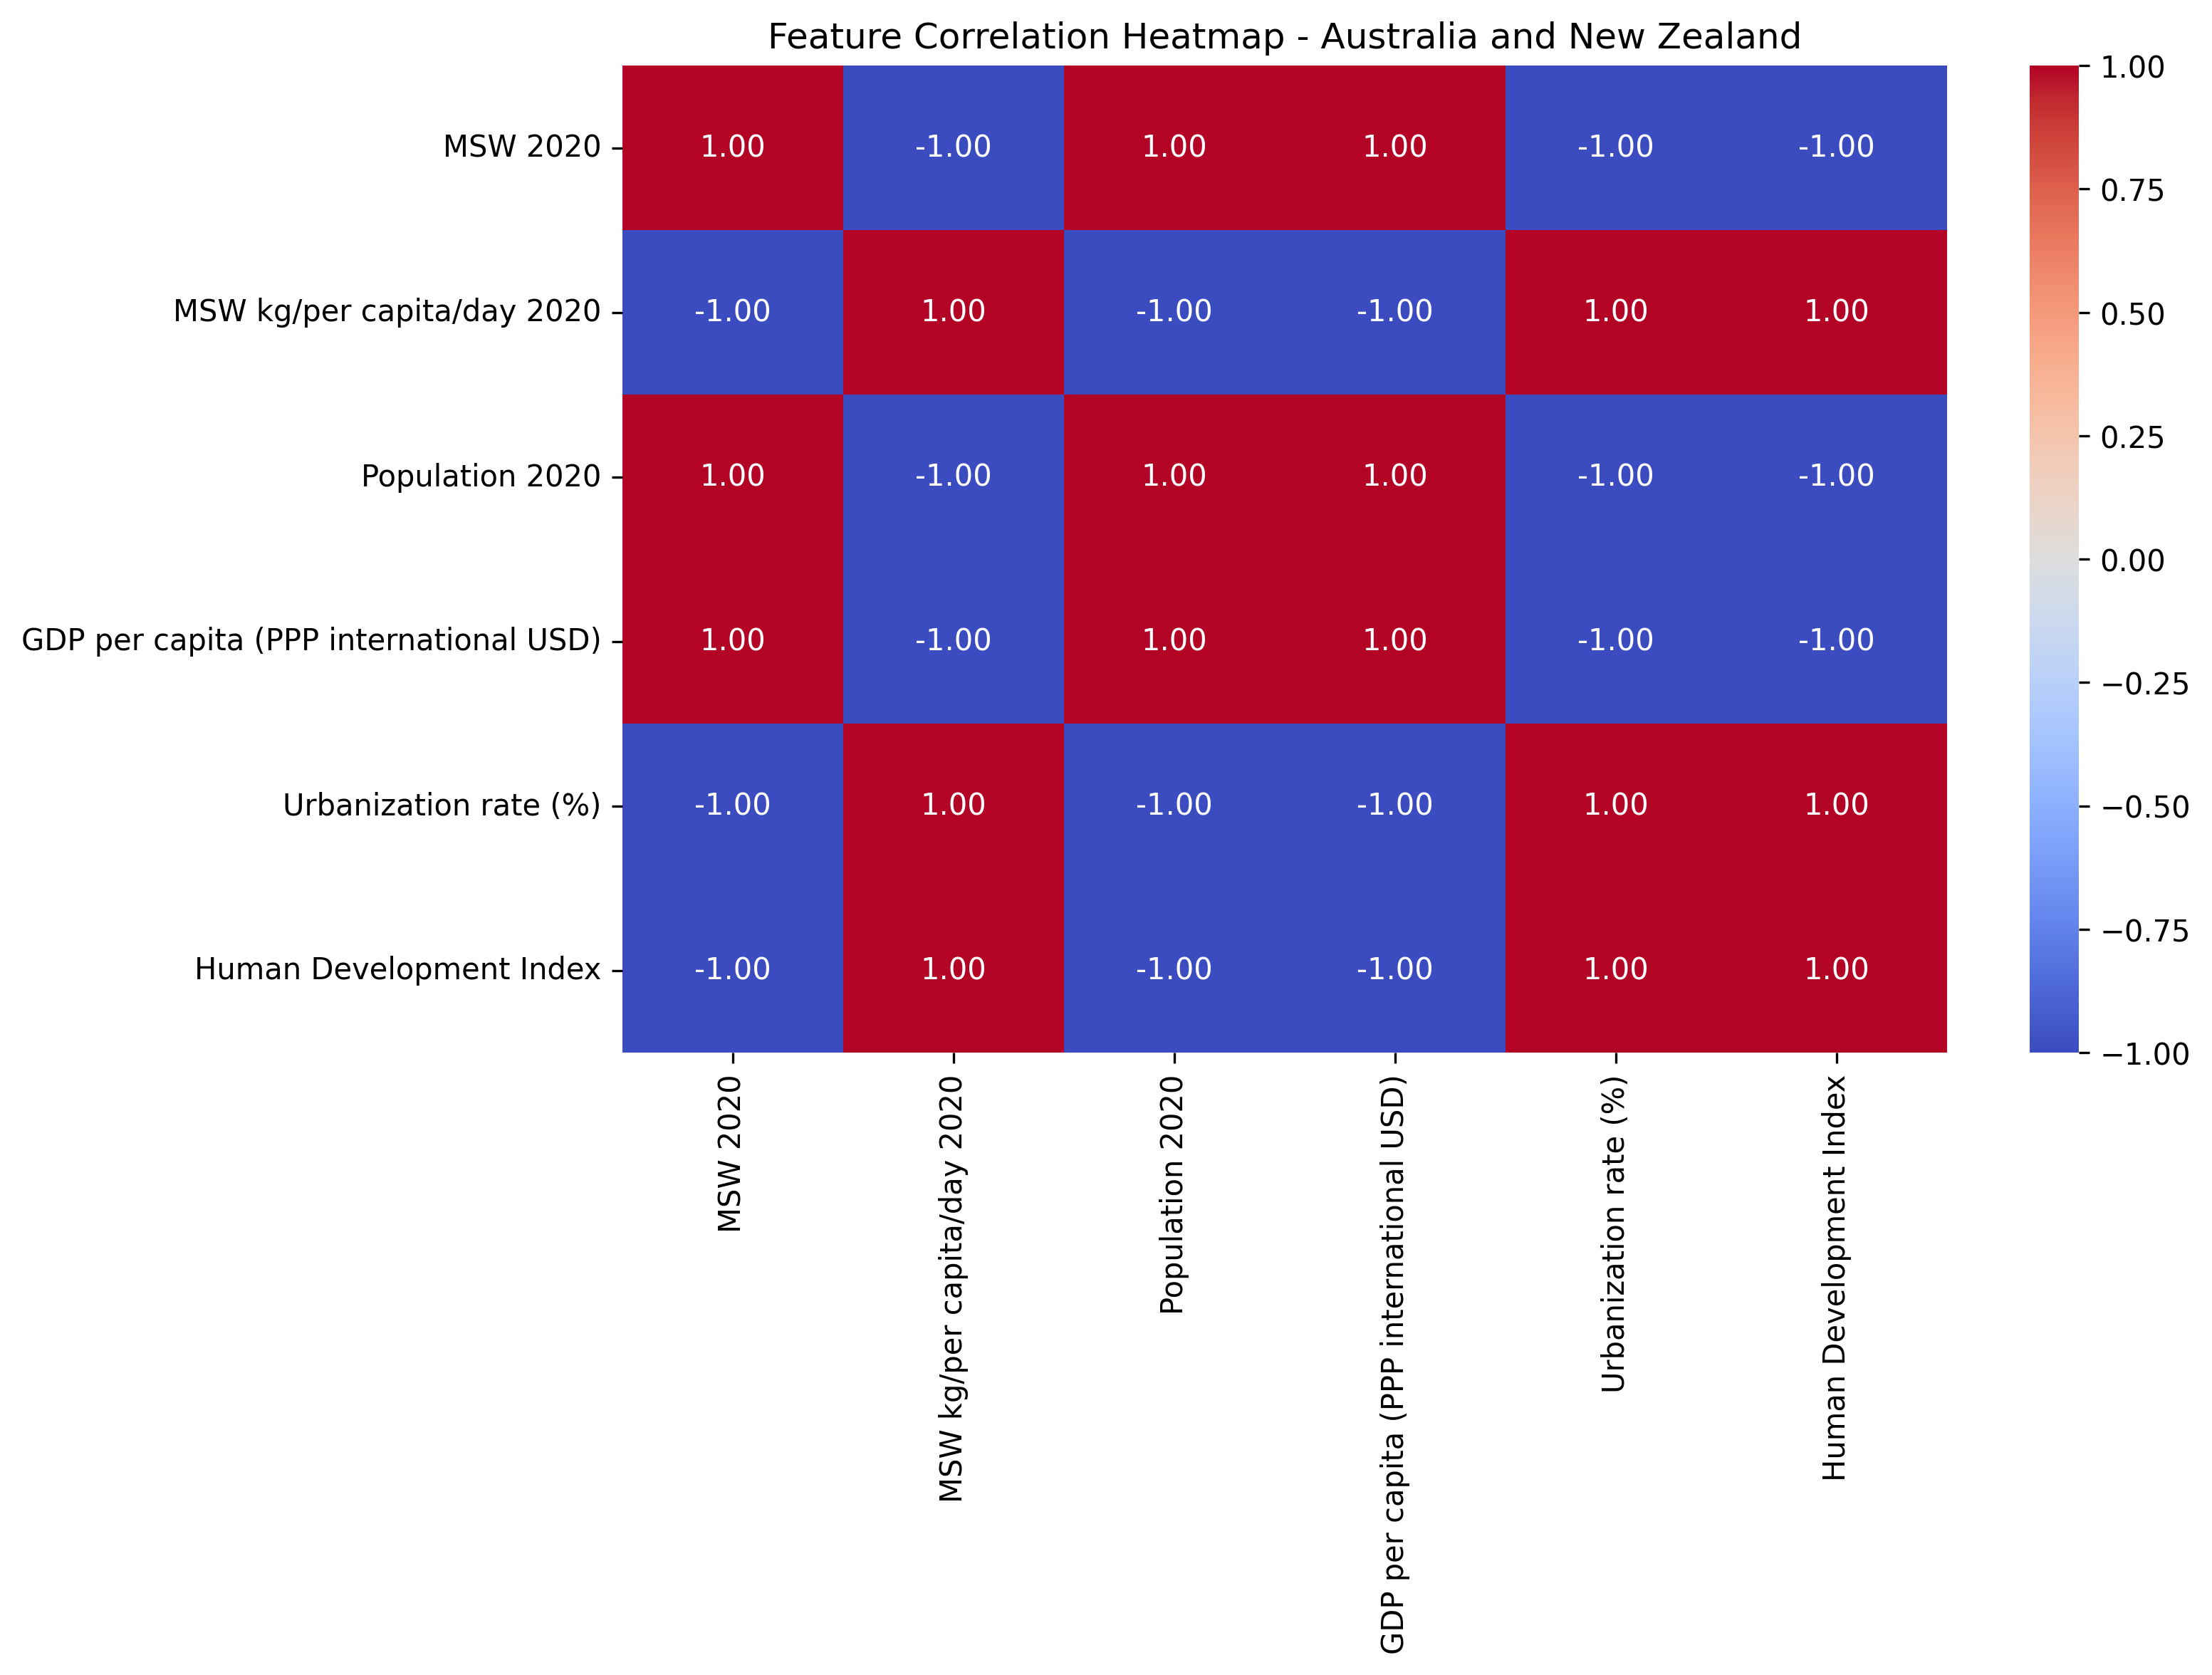 Feature Correlation Heatmap - Australia and New Zealand
MSW 2020 1.00 -1.00 1.00 1.00 -1.00 -1.00
MSW kg/per capita/day 2020 -1.00 1.00 -1.00 -1.00 1.00 1.00
Population 2020 1.00 -1.00 1.00 1.00 -1.00 -1.00
GDP per capita (PPP international USD) 1.00 -1.00 1.00 1.00 -1.00 -1.00
Urbanization rate (%) -1.00 1.00 -1.00 -1.00 1.00 1.00
Human Development Index -1.00 1.00 -1.00 -1.00 1.00 1.00
MSW 2020
MSW kg/per capita/day 2020
Population 2020
GDP per capita (PPP international USD)
Urbanization rate (%)
Human Development Index
1.00
0.75
0.50
0.25
0.00
−0.25
−0.50
−0.75
−1.00